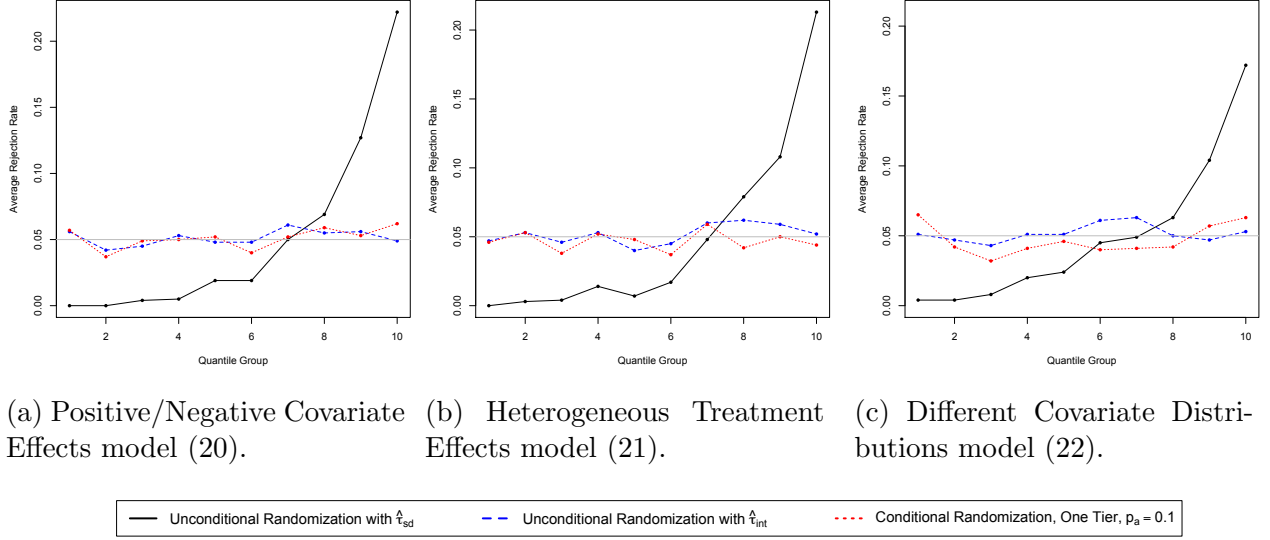 Average Rejection Rate
0.00
0.05
0.10
0.15
0.20
2
4
6
8
10
Quantile Group
Average Rejection Rate
0.00
0.05
0.10
0.15
0.20
2
4
6
8
10
Quantile Group
Average Rejection Rate
0.00
0.05
0.10
0.15
0.20
2
4
6
8
10
Quantile Group
(a) Positive/Negative Covariate
Effects model (20).
(b) Heterogeneous Treatment
Effects model (21).
(c) Different Covariate Distri-
butions model (22).
Unconditional Randomization with τ̂sd
Unconditional Randomization with τ̂int
Conditional Randomization, One Tier, pa = 0.1